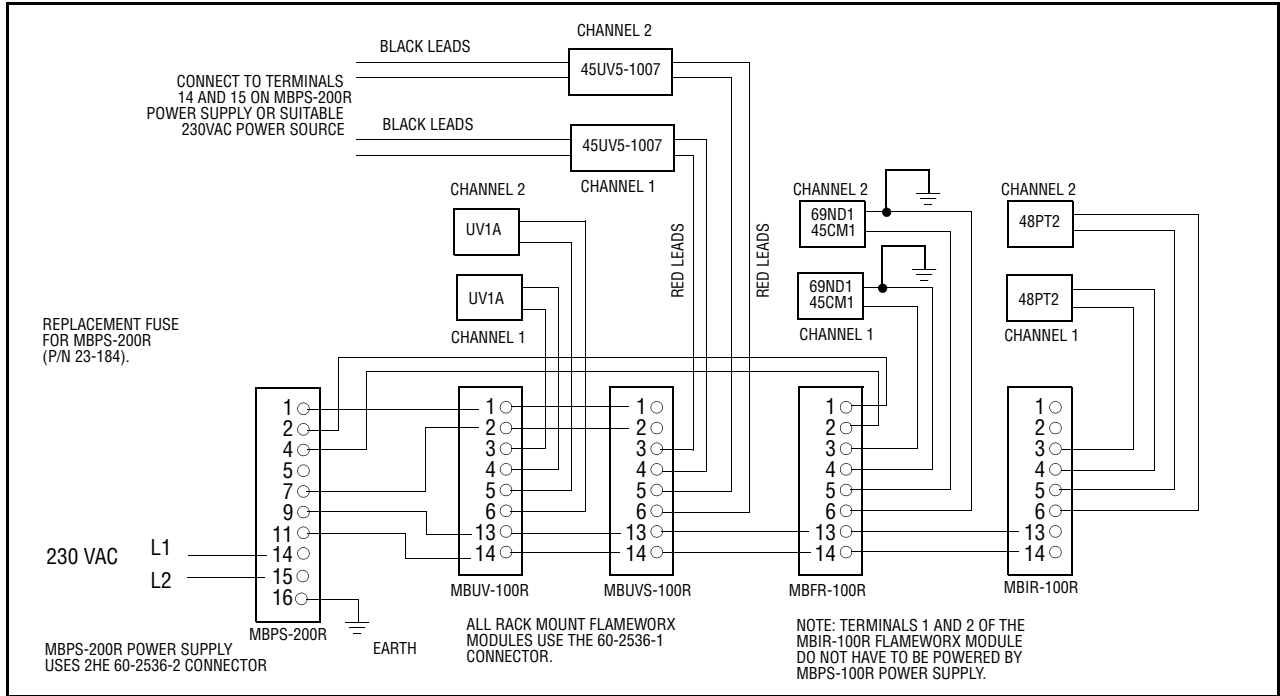 CHANNEL 2
BLACK LEADS
45UV5-1007
CONNECT TO TERMINALS
14 AND 15 ON MBPS-200R
POWER SUPPLY OR SUITABLE
230VAC POWER SOURCE
BLACK LEADS
45UV5-1007
CHANNEL 1
CHANNEL 2
UV1A
UV1A
CHANNEL 1
RED LEADS
RED LEADS
CHANNEL 2
69ND1
45CM1
69ND1
45CM1
CHANNEL 1
CHANNEL 2
48PT2
48PT2
CHANNEL 1
REPLACEMENT FUSE
FOR MBPS-200R
(P/N 23-184).
1
2
4
5
7
9
11
14
15
16
230 VAC
L1
L2
MBPS-200R
EARTH
MBPS-200R POWER SUPPLY
USES 2HE 60-2536-2 CONNECTOR
1
2
3
4
5
6
13
14
MBUV-100R
1
2
3
4
5
6
13
14
MBUVS-100R
1
2
3
4
5
6
13
14
MBFR-100R
1
2
3
4
5
6
13
14
MBIR-100R
ALL RACK MOUNT FLAMEWORX
MODULES USE THE 60-2536-1
CONNECTOR.
NOTE: TERMINALS 1 AND 2 OF THE
MBIR-100R FLAMEWORX MODULE
DO NOT HAVE TO BE POWERED BY
MBPS-100R POWER SUPPLY.